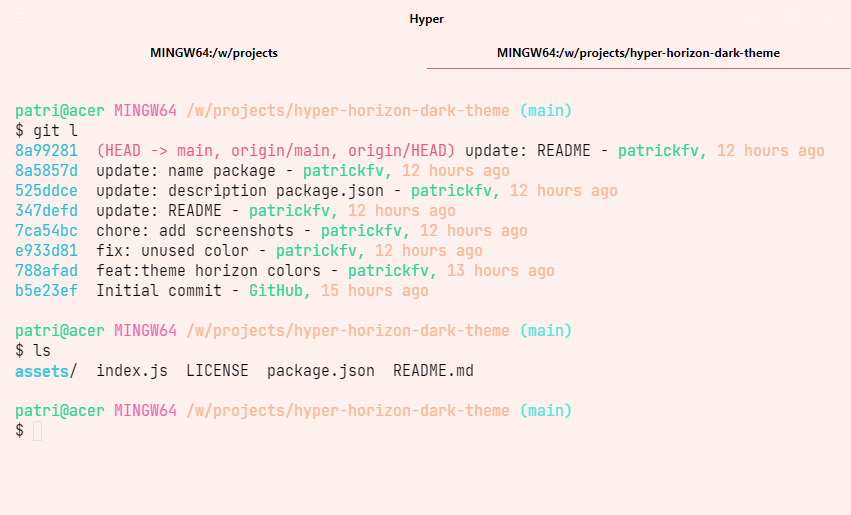 Hyper
MINGW64:/w/projects MINGW64:/w/projects/hyper-horizon-dark-theme
patri@acer MINGW64 /w/projects/hyper-horizon-dark-theme (main)
$ git l
8a99281  (HEAD -> main, origin/main, origin/HEAD) update: README - patrickfv, 12 hours ago
8a5857d  update: name package - patrickfv, 12 hours ago
525ddce  update: description package.json - patrickfv, 12 hours ago
347defd  update: README - patrickfv, 12 hours ago
7ca54bc  chore: add screenshots - patrickfv, 12 hours ago
e933d81  fix: unused color - patrickfv, 12 hours ago
788afad  feat:theme horizon colors - patrickfv, 13 hours ago
b5e23ef  Initial commit - GitHub, 15 hours ago
patri@acer MINGW64 /w/projects/hyper-horizon-dark-theme (main)
$ ls
assets/  index.js  LICENSE  package.json  README.md
patri@acer MINGW64 /w/projects/hyper-horizon-dark-theme (main)
$